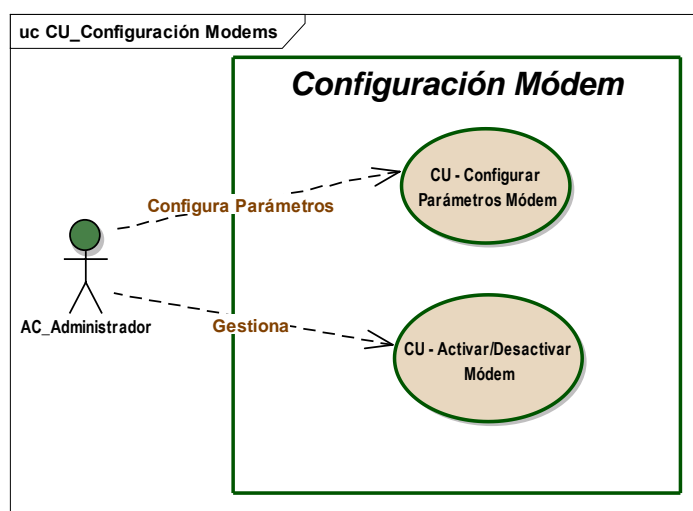 uc CU_Configuración Modems
Configuración Módem
CU - Configurar
Parámetros Módem
Configura Parámetros
AC_Administrador
Gestiona
CU - Activar/Desactivar
Módem